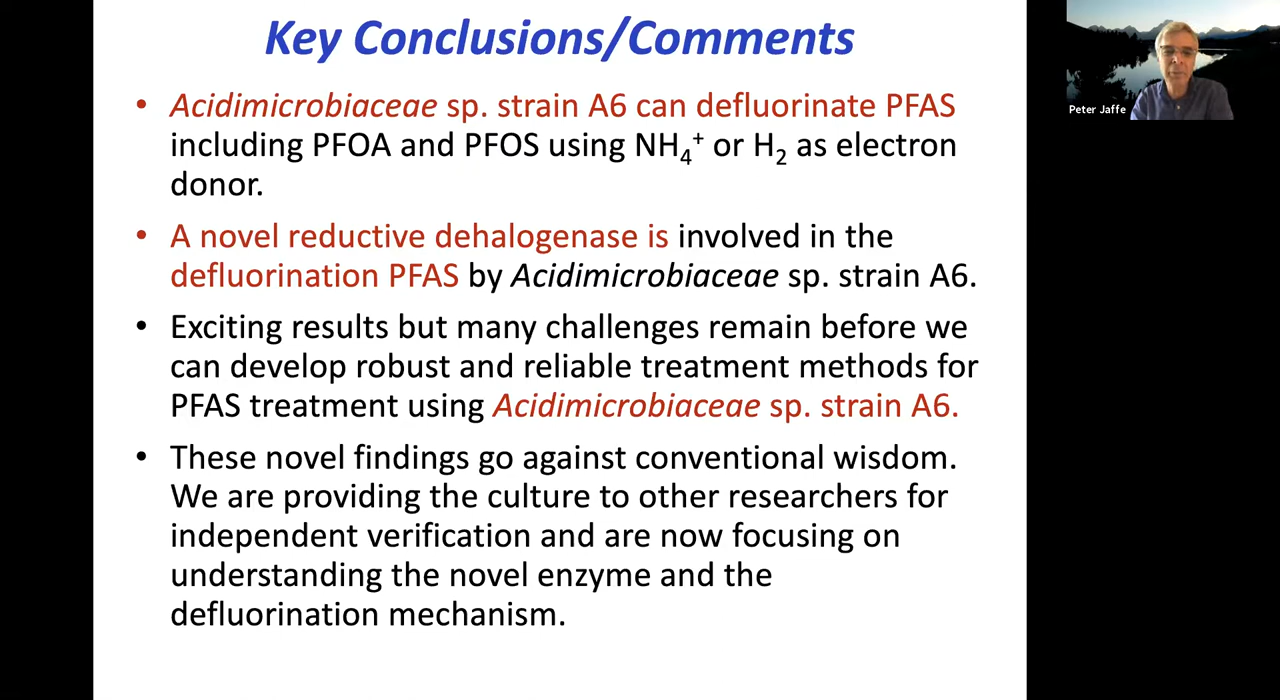 Key Conclusions/Comments
• Acidimicrobiaceae sp. strain A6 can defluorinate PFAS
including PFOA and PFOS using NH₄⁺ or H₂ as electron
donor.
• A novel reductive dehalogenase is involved in the
defluorination PFAS by Acidimicrobiaceae sp. strain A6.
• Exciting results but many challenges remain before we
can develop robust and reliable treatment methods for
PFAS treatment using Acidimicrobiaceae sp. strain A6.
• These novel findings go against conventional wisdom.
We are providing the culture to other researchers for
independent verification and are now focusing on
understanding the novel enzyme and the
defluorination mechanism.
Peter Jaffe